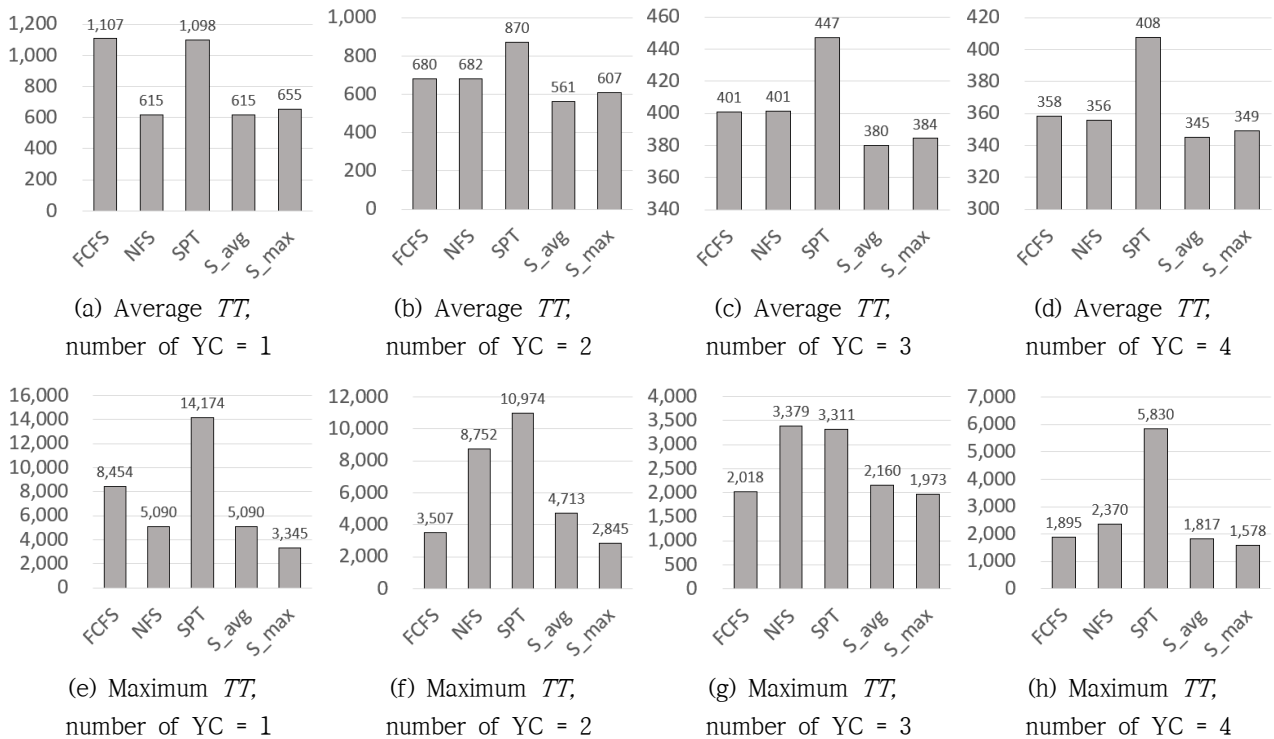 1,200
1,000
800
600
400
200
0
1,107
615
1,098
615
655
FCFS
NFS
SPT
S_avg
S_max
(a) Average TT,
number of YC = 1
1,000
800
600
400
200
0
680
682
870
561
607
FCFS
NFS
SPT
S_avg
S_max
(b) Average TT,
number of YC = 2
460
440
420
400
380
360
340
401
401
447
380
384
FCFS
NFS
SPT
S_avg
S_max
(c) Average TT,
number of YC = 3
420
400
380
360
340
320
300
358
356
408
345
349
FCFS
NFS
SPT
S_avg
S_max
(d) Average TT,
number of YC = 4
16,000
14,000
12,000
10,000
8,000
6,000
4,000
2,000
0
8,454
5,090
14,174
5,090
3,345
FCFS
NFS
SPT
S_avg
S_max
(e) Maximum TT,
number of YC = 1
12,000
10,000
8,000
6,000
4,000
2,000
0
3,507
8,752
10,974
4,713
2,845
FCFS
NFS
SPT
S_avg
S_max
(f) Maximum TT,
number of YC = 2
4,000
3,500
3,000
2,500
2,000
1,500
1,000
500
0
2,018
3,379
3,311
2,160
1,973
FCFS
NFS
SPT
S_avg
S_max
(g) Maximum TT,
number of YC = 3
7,000
6,000
5,000
4,000
3,000
2,000
1,000
0
1,895
2,370
5,830
1,817
1,578
FCFS
NFS
SPT
S_avg
S_max
(h) Maximum TT,
number of YC = 4